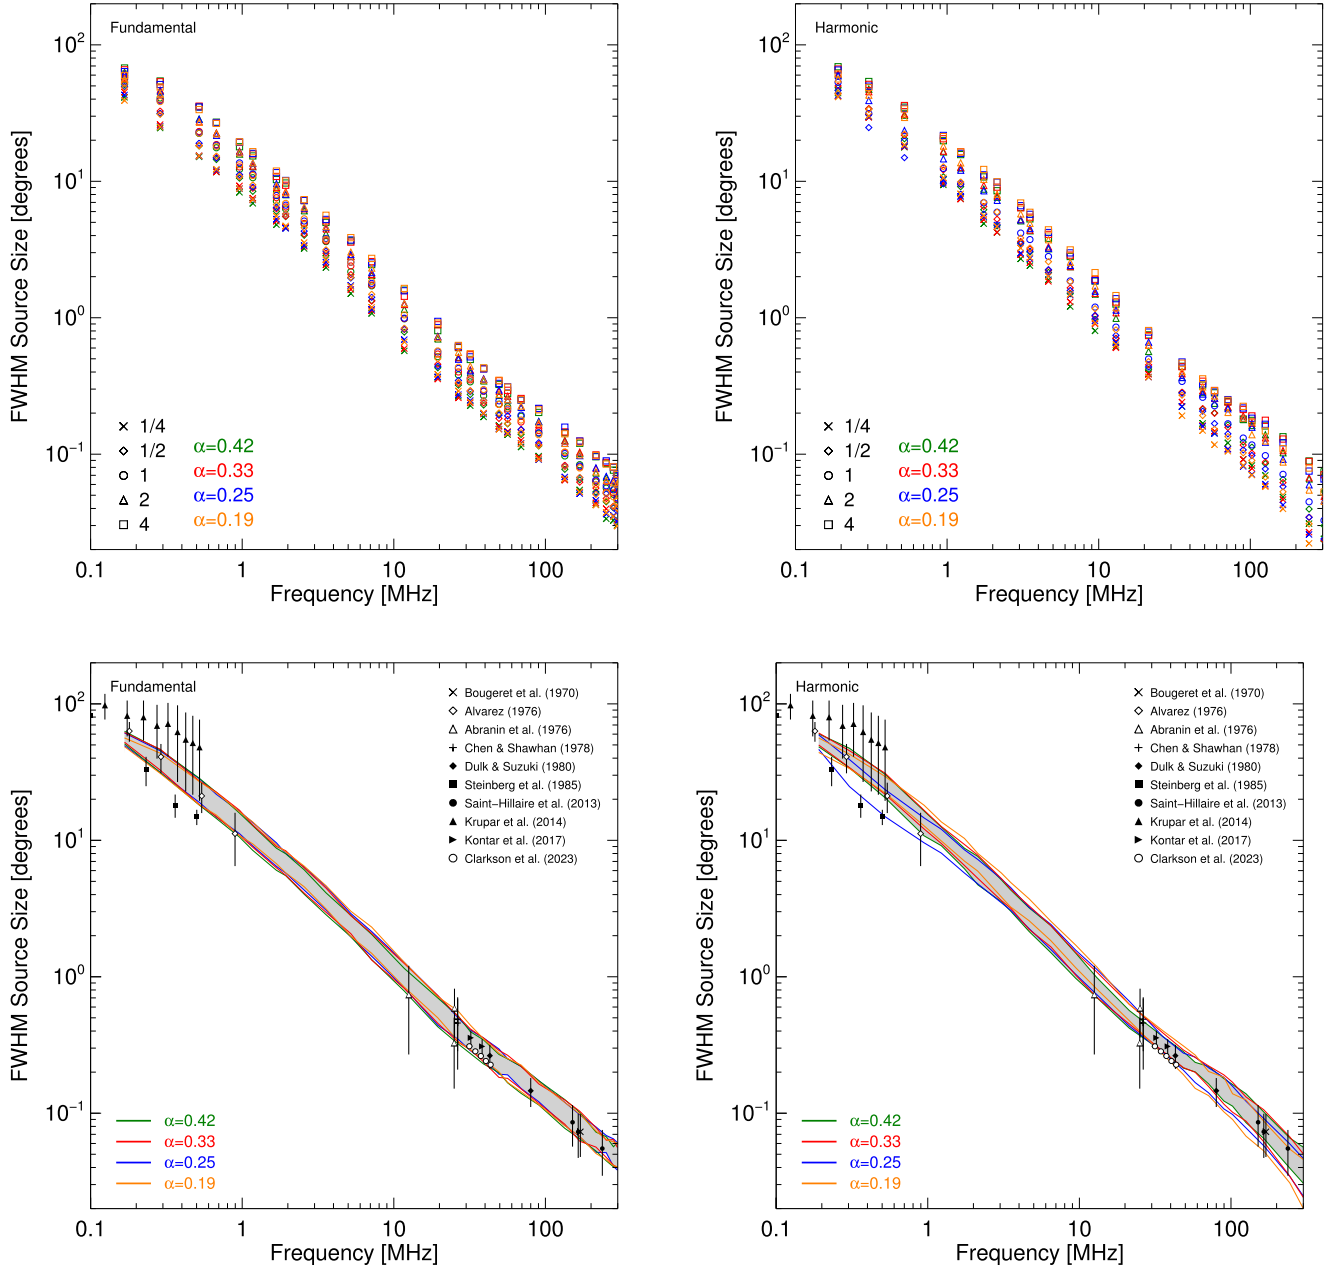 Fundamental
10²
10¹
10⁰
10⁻¹
FWHM Source Size [degrees]
× 1/4
◇ 1/2
○ 1
△ 2
□ 4
α=0.42
α=0.33
α=0.25
α=0.19
0.1 1 10 100
Frequency [MHz]
Harmonic
10²
10¹
10⁰
10⁻¹
FWHM Source Size [degrees]
× 1/4
◇ 1/2
○ 1
△ 2
□ 4
α=0.42
α=0.33
α=0.25
α=0.19
0.1 1 10 100
Frequency [MHz]
Fundamental
10²
10¹
10⁰
10⁻¹
FWHM Source Size [degrees]
Bougeret et al. (1970)
Alvarez (1976)
Abranin et al. (1976)
Chen & Shawhan (1978)
Dulk & Suzuki (1980)
Steinberg et al. (1985)
Saint−Hillaire et al. (2013)
Krupar et al. (2014)
Kontar et al. (2017)
Clarkson et al. (2023)
α=0.42
α=0.33
α=0.25
α=0.19
0.1 1 10 100
Frequency [MHz]
Harmonic
10²
10¹
10⁰
10⁻¹
FWHM Source Size [degrees]
Bougeret et al. (1970)
Alvarez (1976)
Abranin et al. (1976)
Chen & Shawhan (1978)
Dulk & Suzuki (1980)
Steinberg et al. (1985)
Saint−Hillaire et al. (2013)
Krupar et al. (2014)
Kontar et al. (2017)
Clarkson et al. (2023)
α=0.42
α=0.33
α=0.25
α=0.19
0.1 1 10 100
Frequency [MHz]